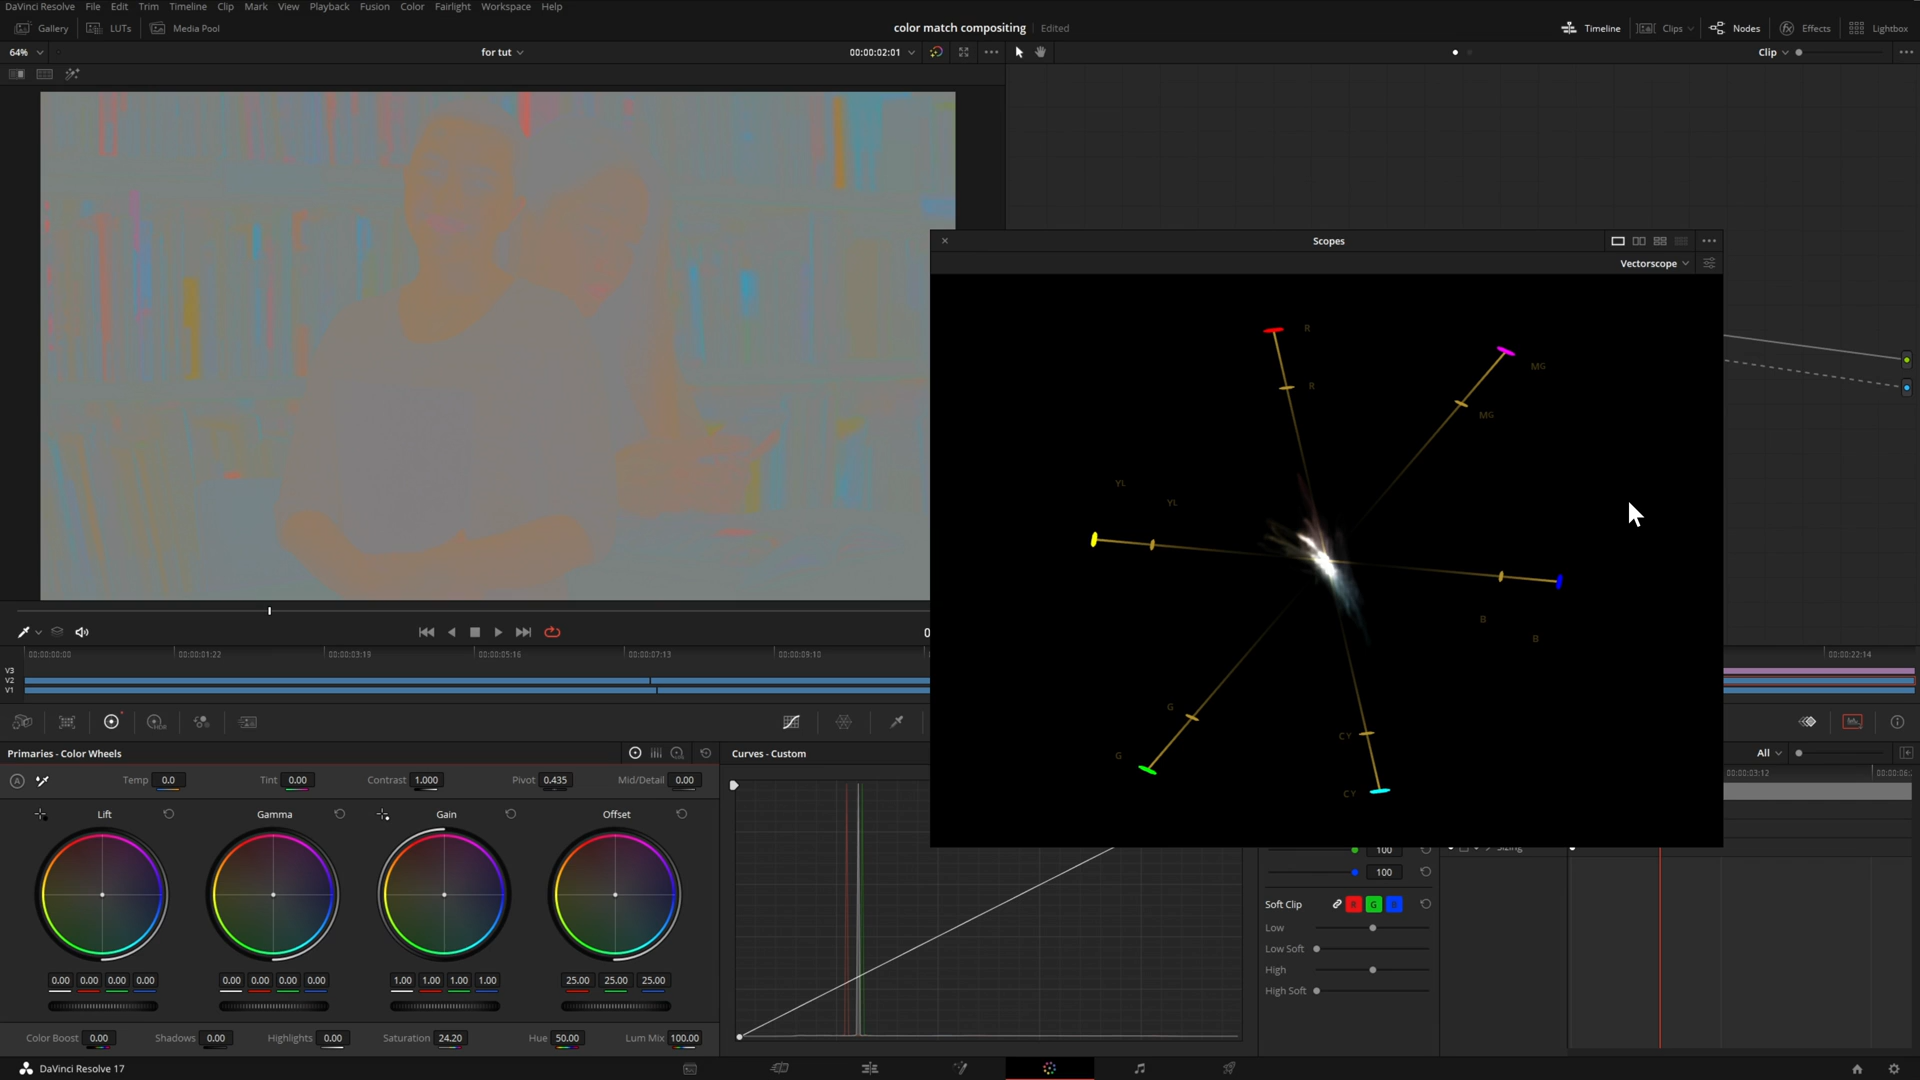 DaVinci Resolve File Edit Trim Timeline Clip Mark View Playback Fusion Color Fairlight Workspace Help
Gallery LUTs Media Pool color match compositing Edited Timeline Clips Nodes Effects Lightbox
64% for tut 00:00:02:01 Clip
Scopes
Vectorscope
R
MG
R
MG
YL
YL
B
B
G
CY
G
CY
00:00:00:00 00:00:01:22 00:00:03:19 00:00:05:16 00:00:07:13 00:00:09:10 00:00:22:14
V3
V2
V1
Primaries - Color Wheels Curves - Custom All
00:00:03:12
Temp 0.0 Tint 0.00 Contrast 1.000 Pivot 0.435 Mid/Detail 0.00
Lift Gamma Gain Offset
100
100
Soft Clip R G B
Low
Low Soft
High
High Soft
0.00 0.00 0.00 0.00 0.00 0.00 0.00 0.00 1.00 1.00 1.00 1.00 25.00 25.00 25.00
Color Boost 0.00 Shadows 0.00 Highlights 0.00 Saturation 24.20 Hue 50.00 Lum Mix 100.00
DaVinci Resolve 17